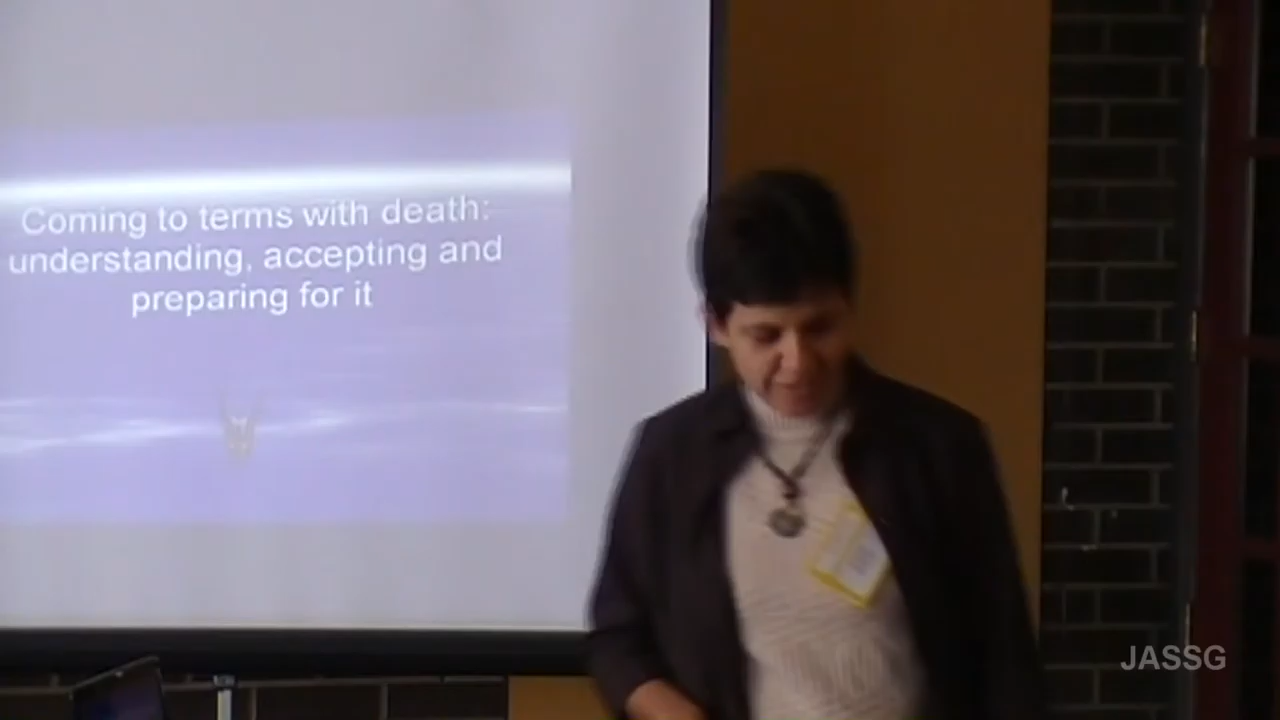 Coming to terms with death:
understanding, accepting and
preparing for it
JASSG